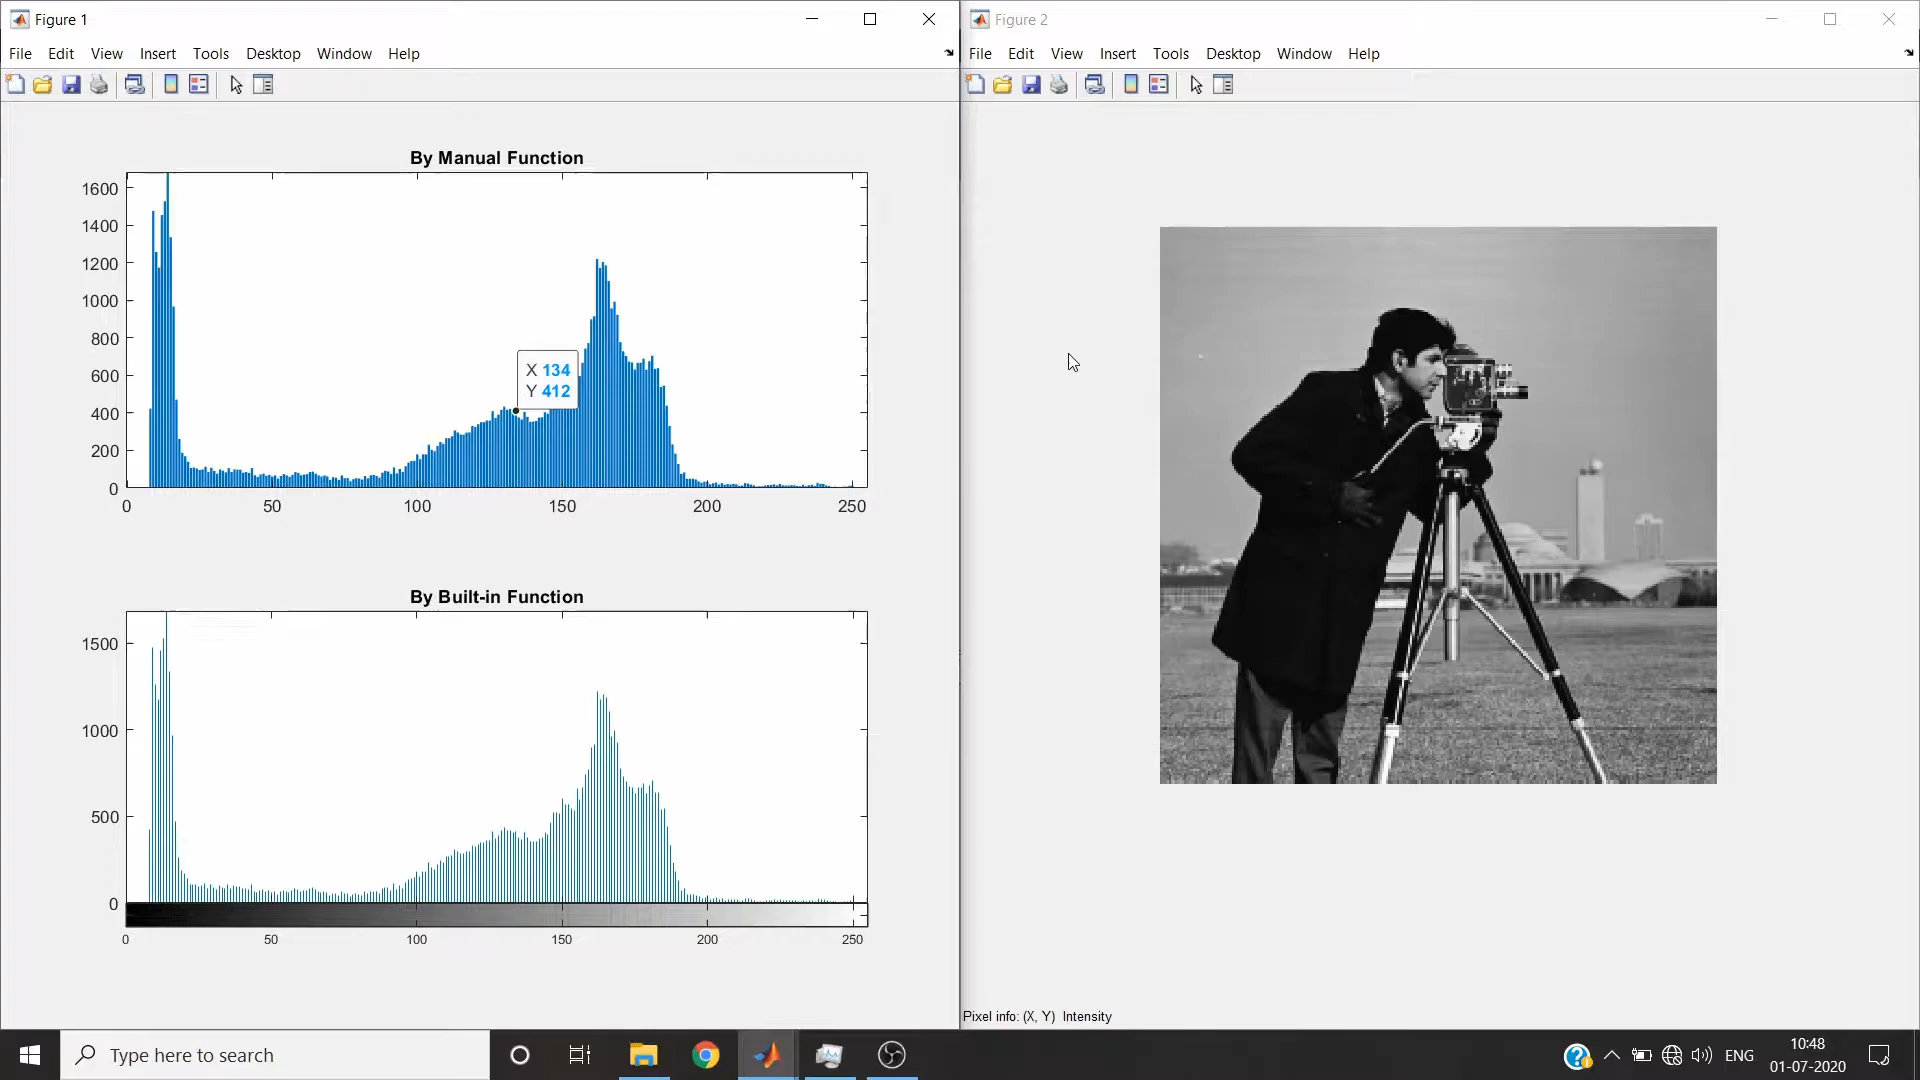 Figure 1
File Edit View Insert Tools Desktop Window Help
By Manual Function
1600
1400
1200
1000
800
600
400
200
0
X 134
Y 412
0 50 100 150 200 250
By Built-in Function
1500
1000
500
0
0 50 100 150 200 250
Figure 2
File Edit View Insert Tools Desktop Window Help
Pixel info: (X, Y) Intensity
Type here to search
ENG
10:48
01-07-2020